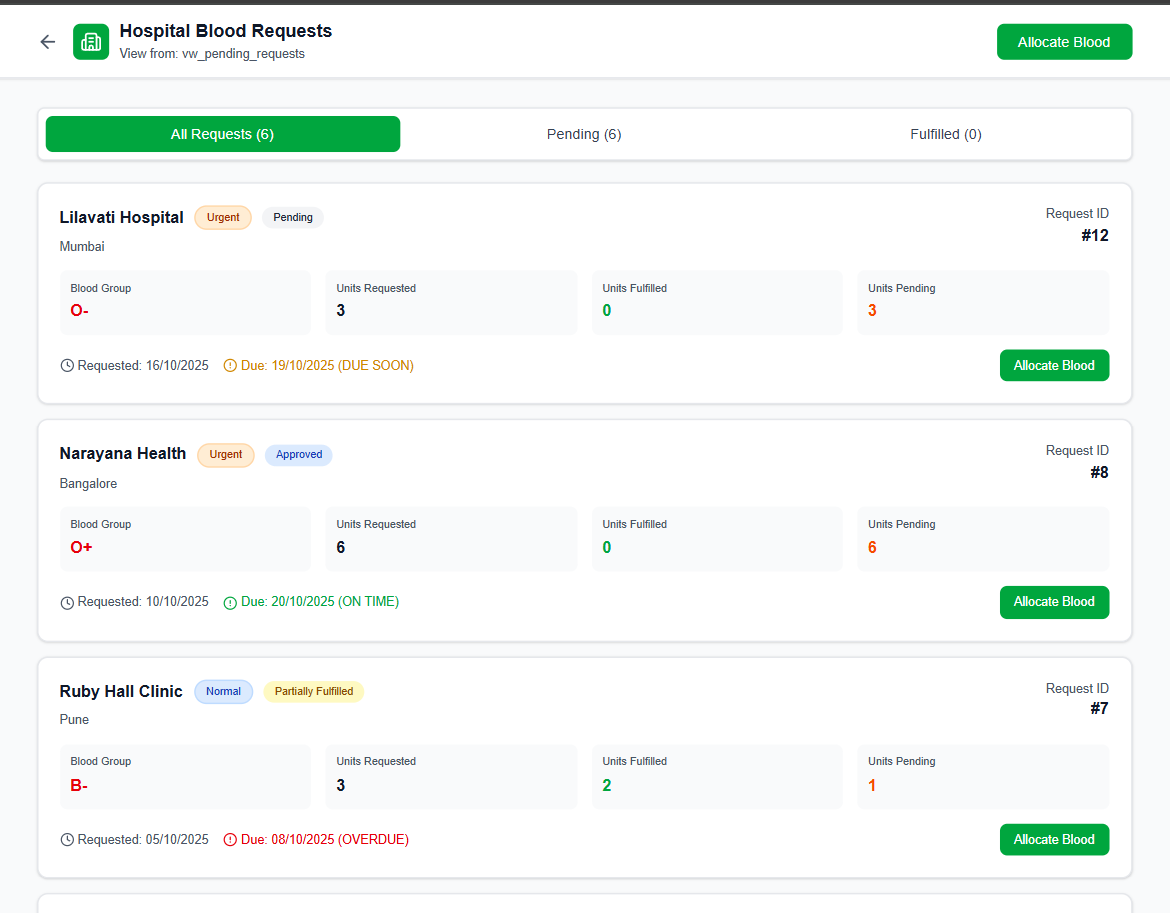 Hospital Blood Requests
View from: vw_pending_requests
Allocate Blood
All Requests (6)
Pending (6)
Fulfilled (0)
Lilavati Hospital
Urgent
Pending
Request ID
#12
Mumbai
Blood Group
O-
Units Requested
3
Units Fulfilled
0
Units Pending
3
Requested: 16/10/2025
Due: 19/10/2025 (DUE SOON)
Allocate Blood
Narayana Health
Urgent
Approved
Request ID
#8
Bangalore
Blood Group
O+
Units Requested
6
Units Fulfilled
0
Units Pending
6
Requested: 10/10/2025
Due: 20/10/2025 (ON TIME)
Allocate Blood
Ruby Hall Clinic
Normal
Partially Fulfilled
Request ID
#7
Pune
Blood Group
B-
Units Requested
3
Units Fulfilled
2
Units Pending
1
Requested: 05/10/2025
Due: 08/10/2025 (OVERDUE)
Allocate Blood